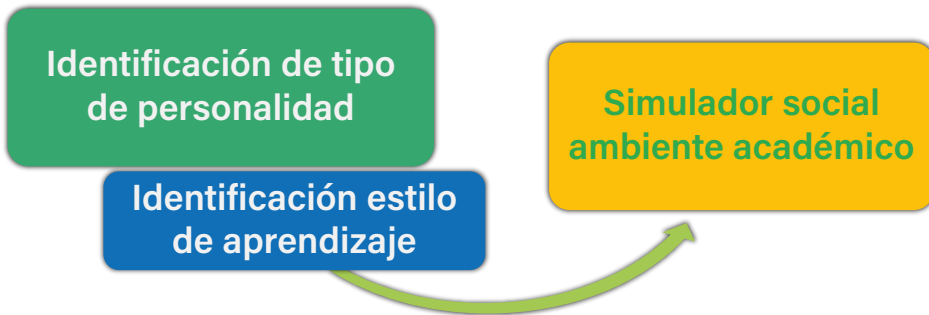 Identificación de tipo
de personalidad
Identificación estilo
de aprendizaje
Simulador social
ambiente académico